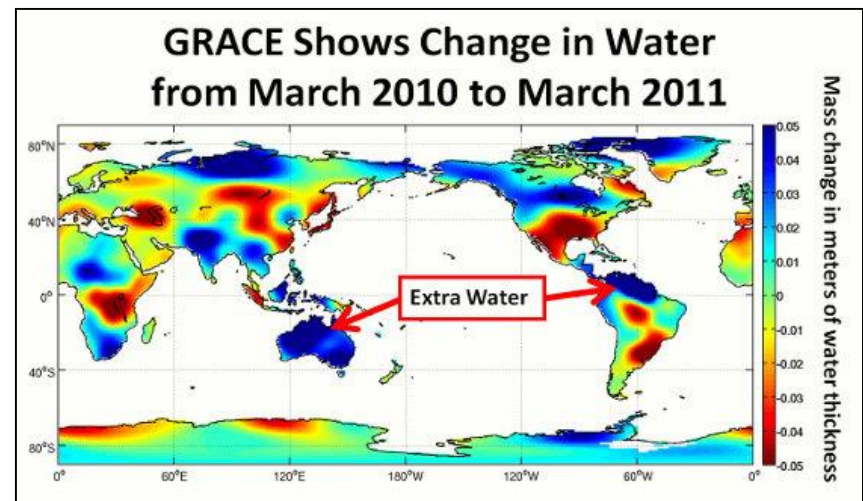 GRACE Shows Change in Water
from March 2010 to March 2011
80°N
40°N
0°
40°S
80°S
0°
60°E
120°E
180°W
120°W
60°W
0°
Extra Water
0.05
0.04
0.03
0.02
0.01
0
-0.01
-0.02
-0.03
-0.04
-0.05
Mass change in meters of water thickness